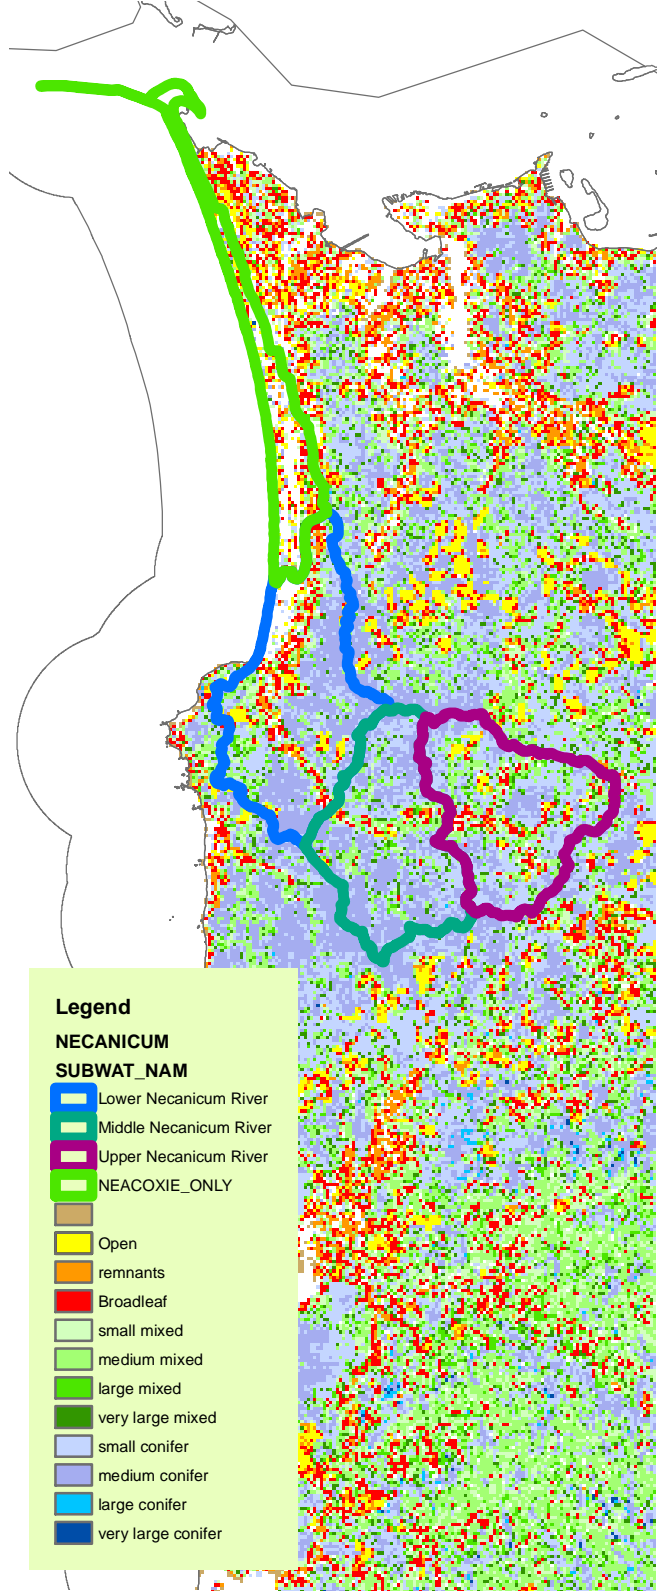 Legend
NECANICUM
SUBWAT_NAM
Lower Necanicum River
Middle Necanicum River
Upper Necanicum River
NEACOXIE_ONLY
Open
remnants
Broadleaf
small mixed
medium mixed
large mixed
very large mixed
small conifer
medium conifer
large conifer
very large conifer